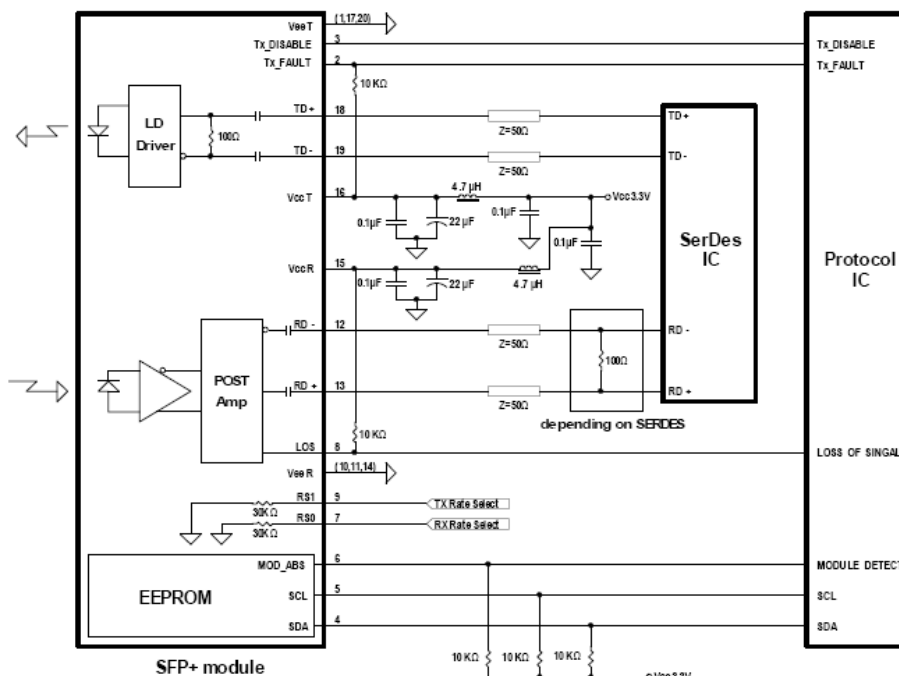 VeeT
(1,17,20)
Tx_DISABLE
3
Tx_DISABLE
Tx_FAULT
2
Tx_FAULT
10 KΩ
LD
Driver
100Ω
TD+
18
Z=50Ω
TD+
TD-
19
Z=50Ω
TD-
VccT
16
4.7 µH
Vcc3.3V
0.1µF
22 µF
0.1µF
0.1µF
SerDes
IC
Protocol
IC
VccR
15
0.1µF
22 µF
4.7 µH
RD -
12
Z=50Ω
RD -
POST
Amp
100Ω
RD +
13
Z=50Ω
RD +
depending on SERDES
10 KΩ
LOS
8
LOSS OF SINGAL
VeeR
(10,11,14)
RS1
9
TX Rate Select
30KΩ
RS0
7
RX Rate Select
30KΩ
EEPROM
MOD_ABS
6
MODULE DETECT
SCL
5
SCL
SDA
4
SDA
10 KΩ
10 KΩ
10 KΩ
SFP+ module
Vcc3.3V